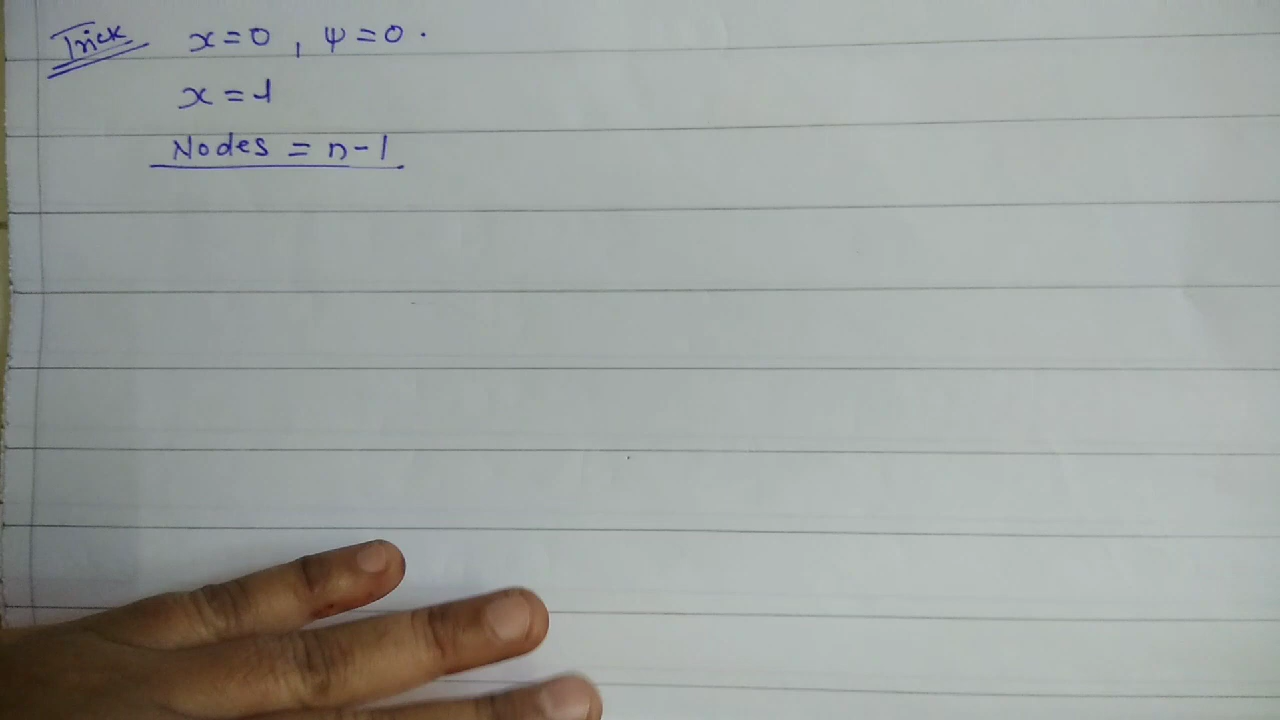 Trick x=0, ψ=0.
x=1
Nodes = n-1